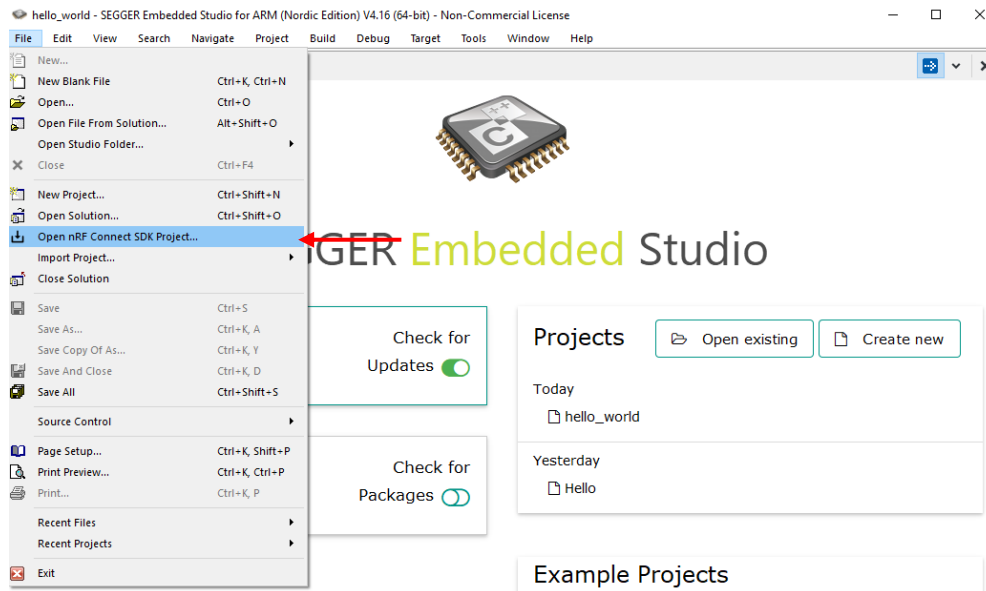 hello_world - SEGGER Embedded Studio for ARM (Nordic Edition) V4.16 (64-bit) - Non-Commercial License
File Edit View Search Navigate Project Build Debug Target Tools Window Help
New...
New Blank File Ctrl+K, Ctrl+N
Open... Ctrl+O
Open File From Solution... Alt+Shift+O
Open Studio Folder...
Close Ctrl+F4
New Project... Ctrl+Shift+N
Open Solution... Ctrl+Shift+O
Open nRF Connect SDK Project...
Import Project...
Close Solution
Save Ctrl+S
Save As... Ctrl+K, A
Save Copy Of As... Ctrl+K, Y
Save And Close Ctrl+K, D
Save All Ctrl+Shift+S
Source Control
Page Setup... Ctrl+K, Shift+P
Print Preview... Ctrl+K, Ctrl+P
Print... Ctrl+K, P
Recent Files
Recent Projects
Exit
C
GER Embedded Studio
Check for
Updates
Check for
Packages
Projects Open existing Create new
Today
hello_world
Yesterday
Hello
Example Projects